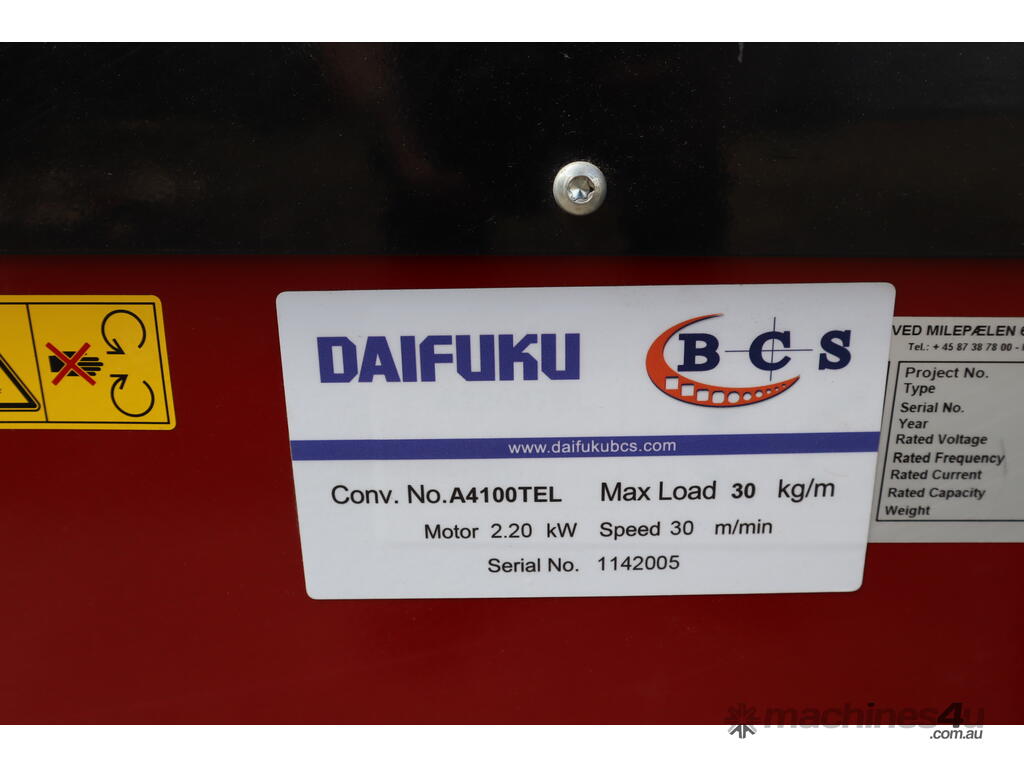 DAIFUKU BCS
www.daifukubcs.com
Conv. No. A4100TEL Max Load 30 kg/m
Motor 2.20 kW Speed 30 m/min
Serial No. 1142005
VED MILEPÆLEN 6
Tel.: + 45 87 38 78 00 -
Project No.
Type
Serial No.
Year
Rated Voltage
Rated Frequency
Rated Current
Rated Capacity
Weight
machines4u
.com.au